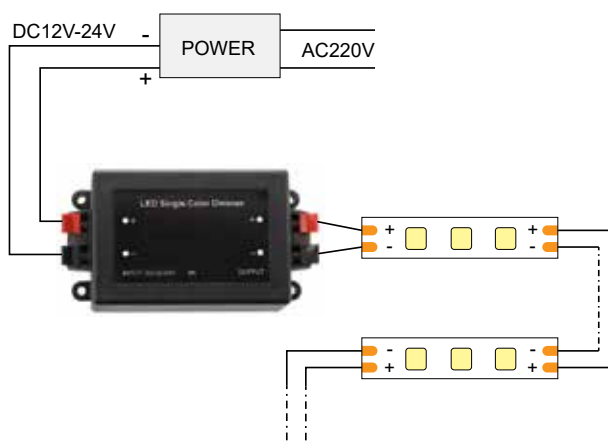 DC12V-24V
-
POWER
AC220V
+
LED Single Color Dimmer
+ +
- -
OUTPUT
+ +
- -
- -
+ +